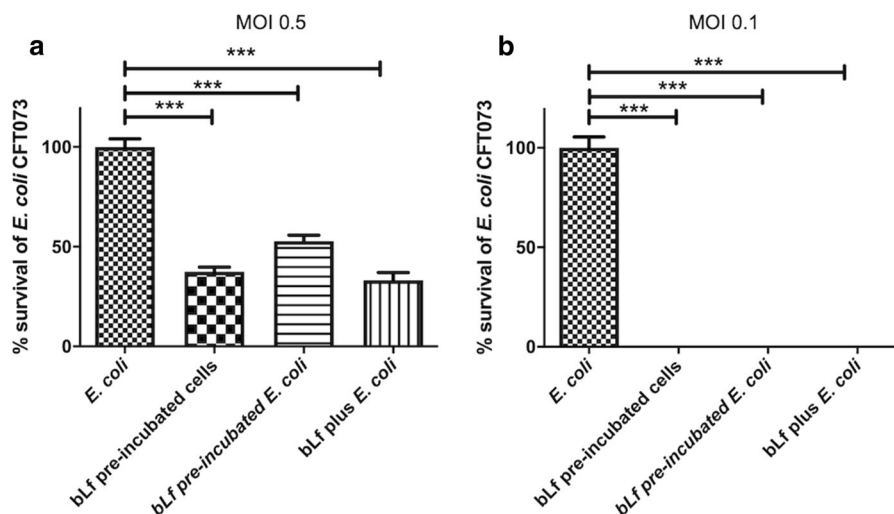 a
MOI 0.5
***
***
***
% survival of E. coli CFT073
100
50
0
E. coli
bLf pre-incubated cells
bLf pre-incubated E. coli
bLf plus E. coli
b
MOI 0.1
***
***
***
% survival of E. coli CFT073
100
50
0
E. coli
bLf pre-incubated cells
bLf pre-incubated E. coli
bLf plus E. coli